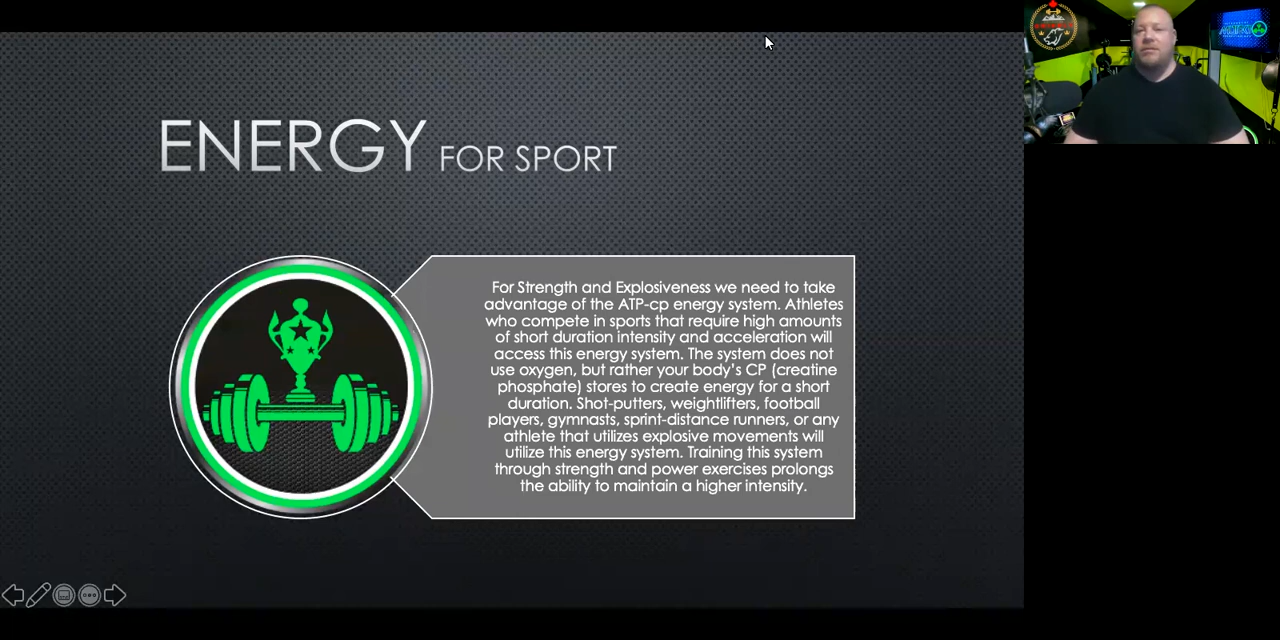 ENERGY FOR SPORT
For Strength and Explosiveness we need to take
advantage of the ATP-cp energy system. Athletes
who compete in sports that require high amounts
of short duration intensity and acceleration will
access this energy system. The system does not
use oxygen, but rather your body's CP (creatine
phosphate) stores to create energy for a short
duration. Shot-putters, weightlifters, football
players, gymnasts, sprint-distance runners, or any
athlete that utilizes explosive movements will
utilize this energy system. Training this system
through strength and power exercises prolongs
the ability to maintain a higher intensity.